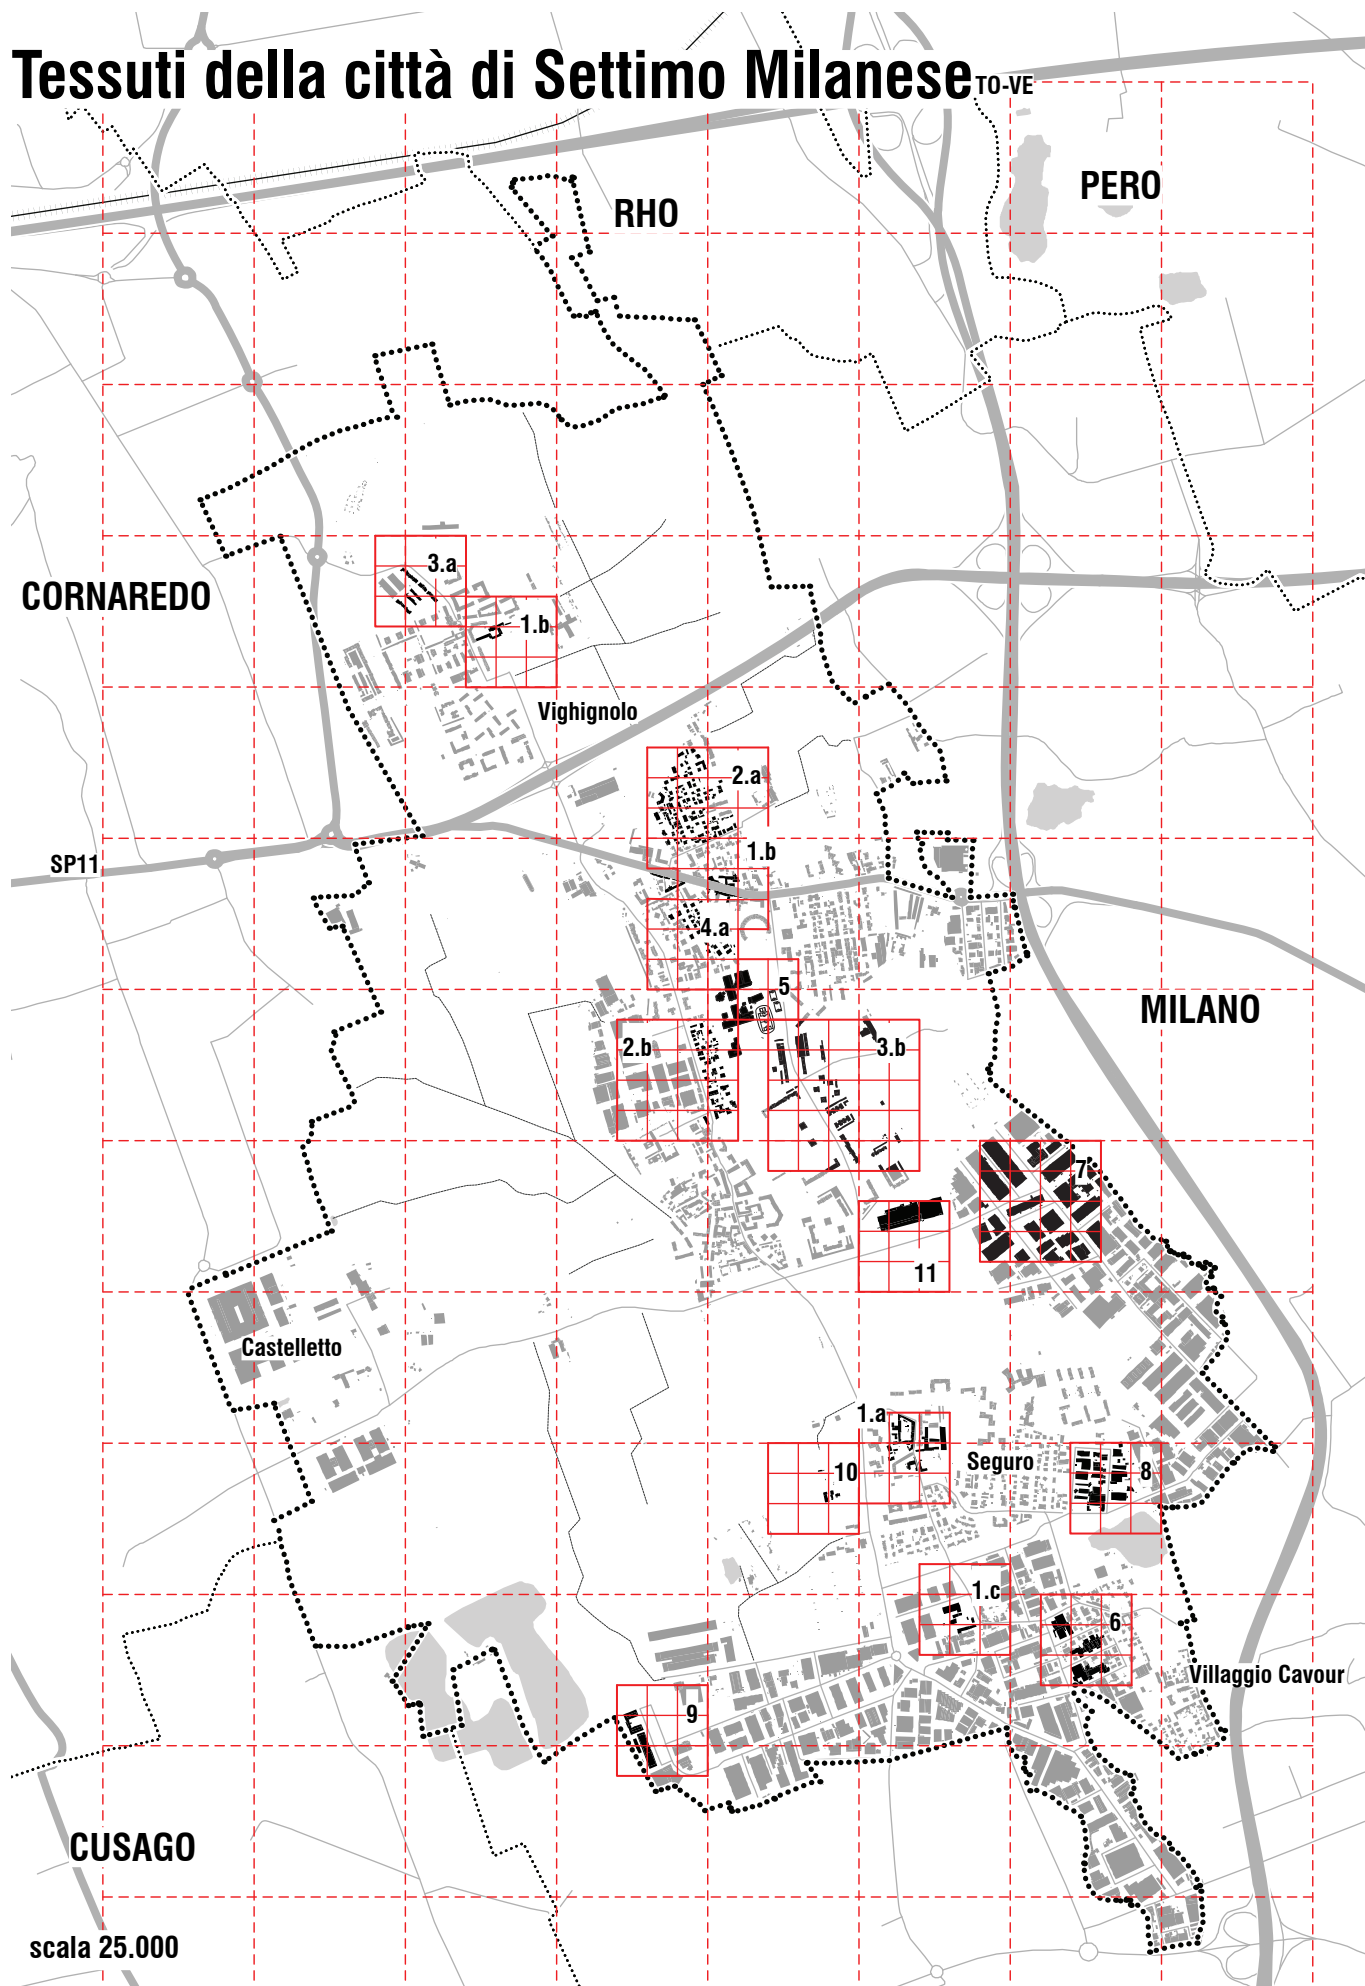 Tessuti della città di Settimo Milanese
TO-VE
PERO
RHO
3.a
CORNAREDO
1.b
Vighignolo
2.a
1.b
SP11
4.a
5
MILANO
2.b
3.b
7
11
Castelletto
1.a
Seguro
10
8
1.c
6
Villaggio Cavour
9
CUSAGO
scala 25.000